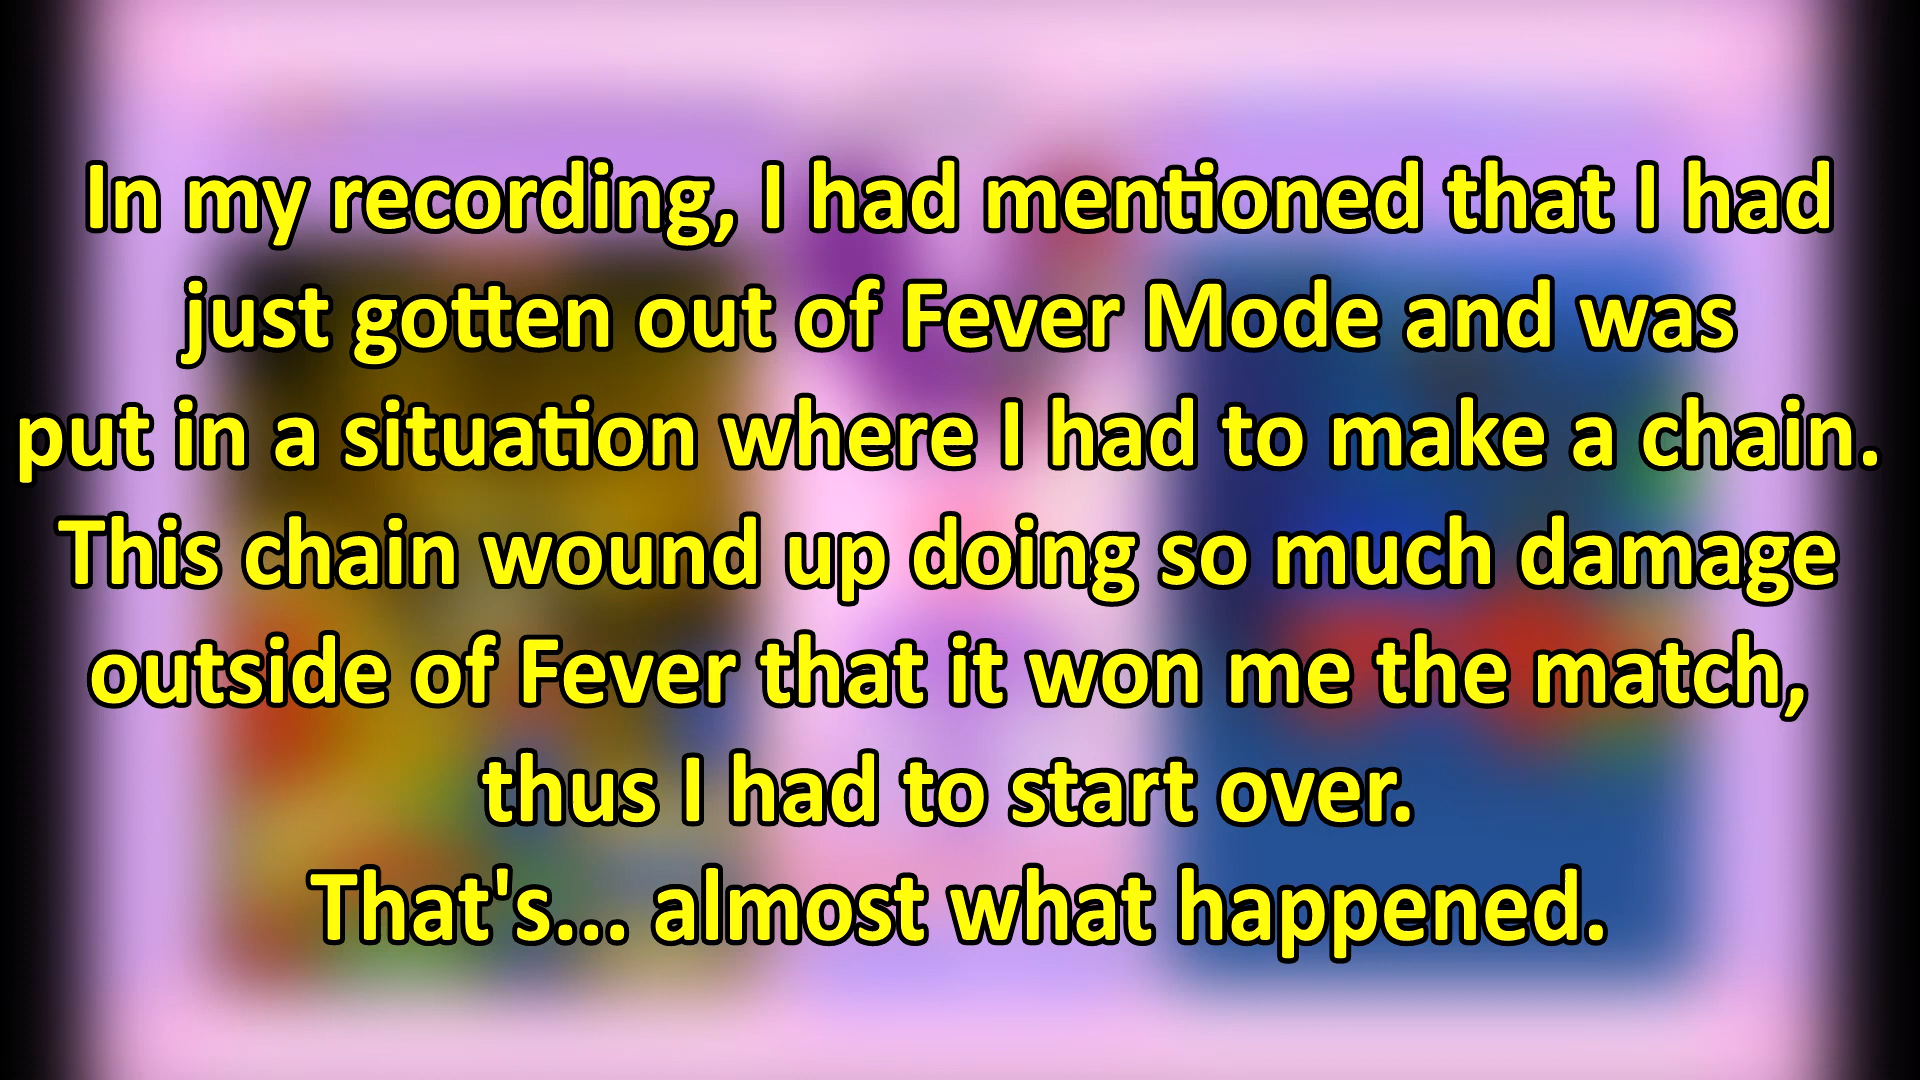 In my recording, I had mentioned that I had
just gotten out of Fever Mode and was
put in a situation where I had to make a chain.
This chain wound up doing so much damage
outside of Fever that it won me the match,
thus I had to start over.
That's... almost what happened.